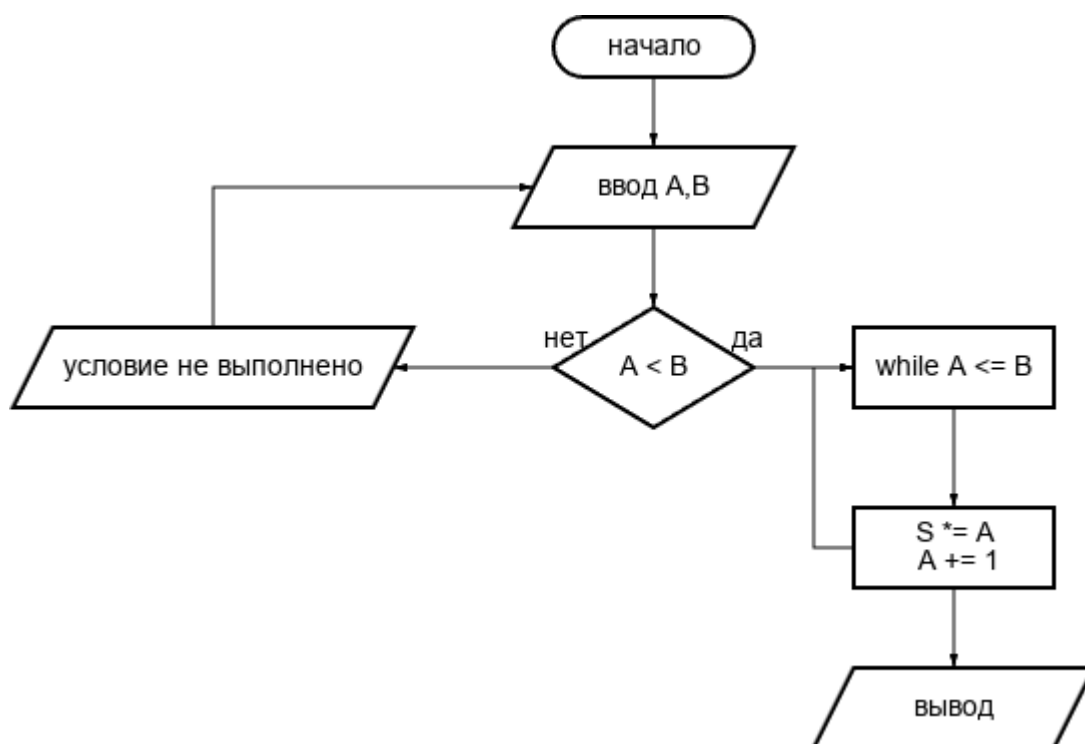 начало
ввод A,B
нет
A < B
да
while A <= B
условие не выполнено
S *= A
A += 1
вывод